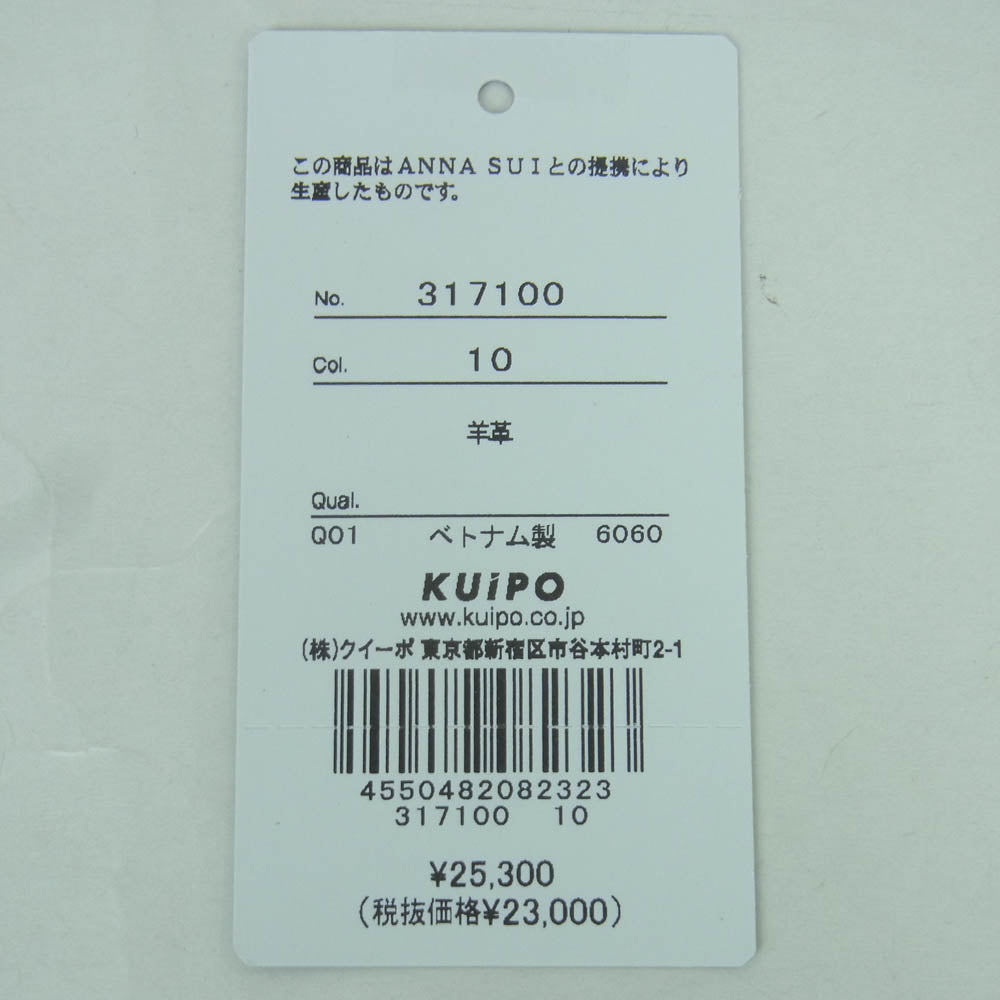 この商品はANNA SUIとの提携により
生産したものです。
No. 317100
Col. 10
羊革
Qual.
Q01 ベトナム製 6060
KUiPO
www.kuipo.co.jp
(株)クイーポ 東京都新宿区市谷本村町2-1
4550482082323
317100 10
¥25,300
(税抜価格¥23,000)